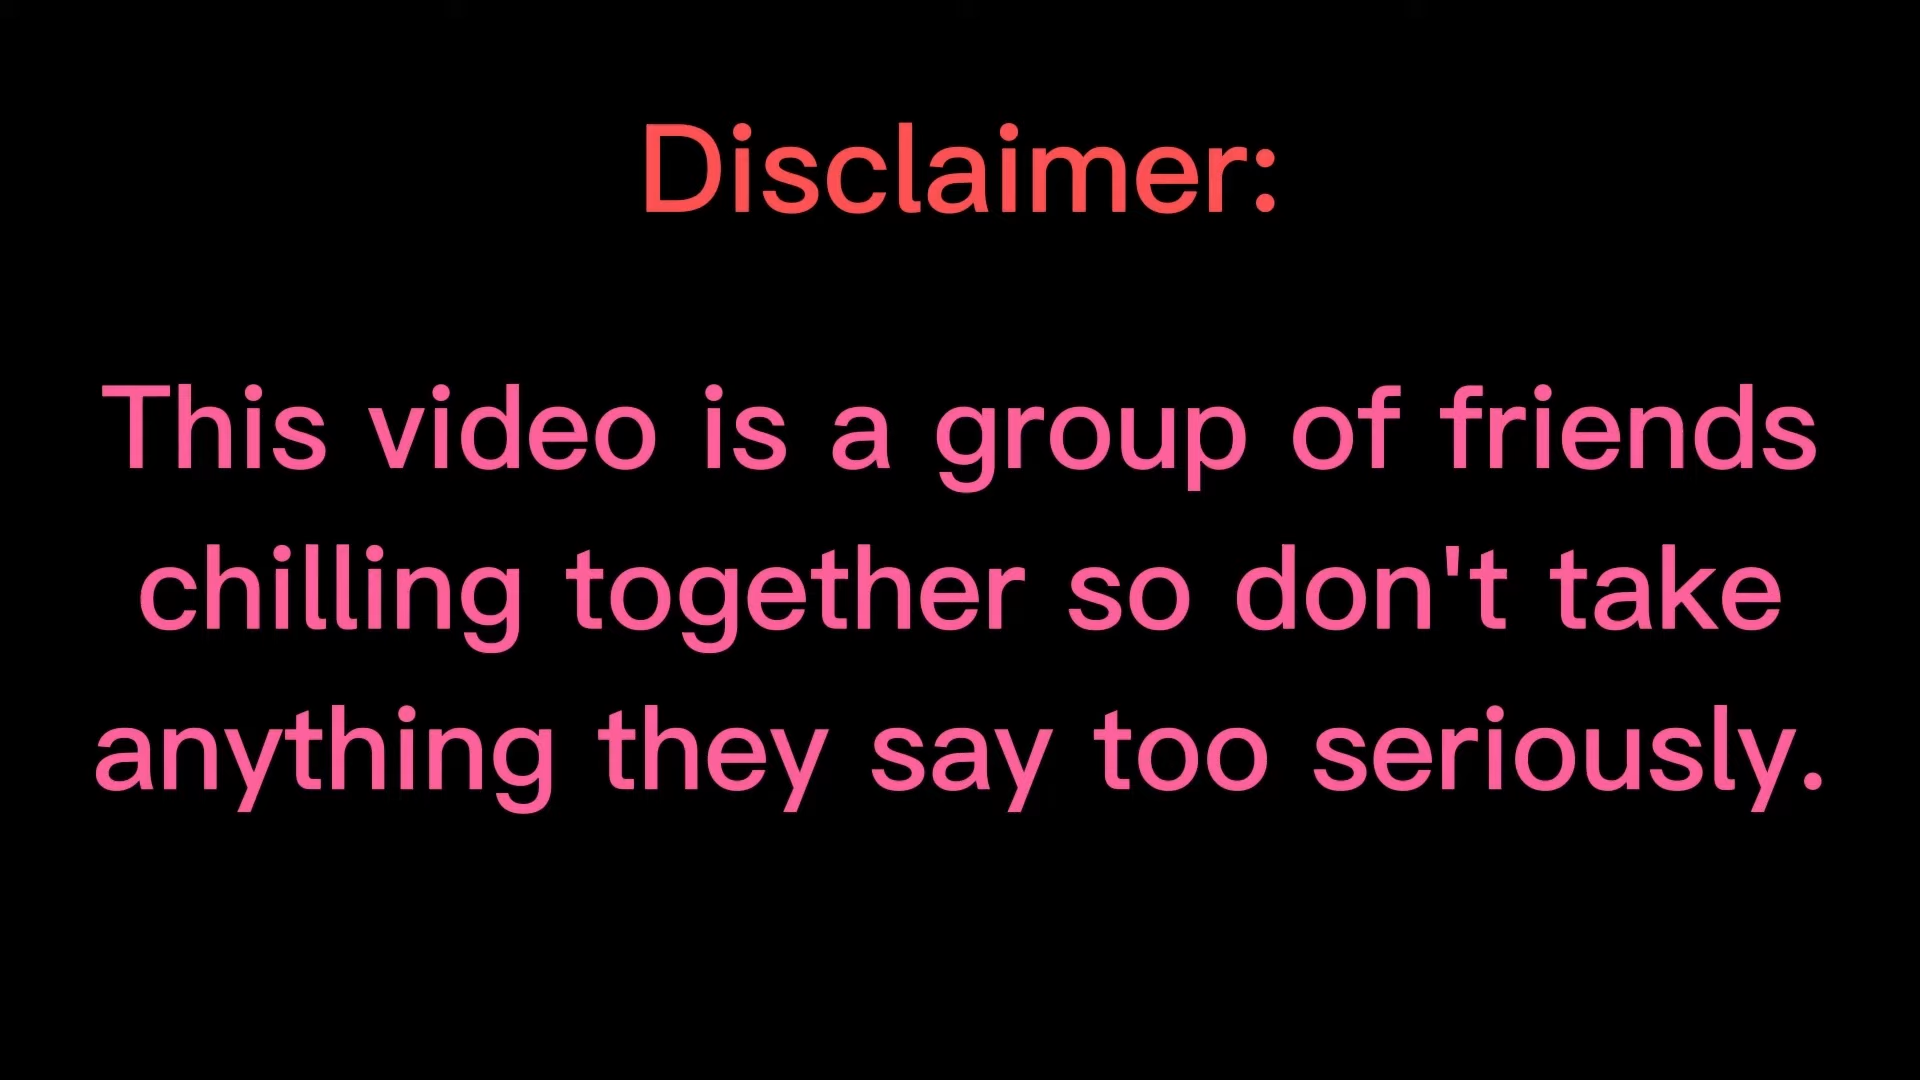 Disclaimer:
This video is a group of friends
chilling together so don't take
anything they say too seriously.